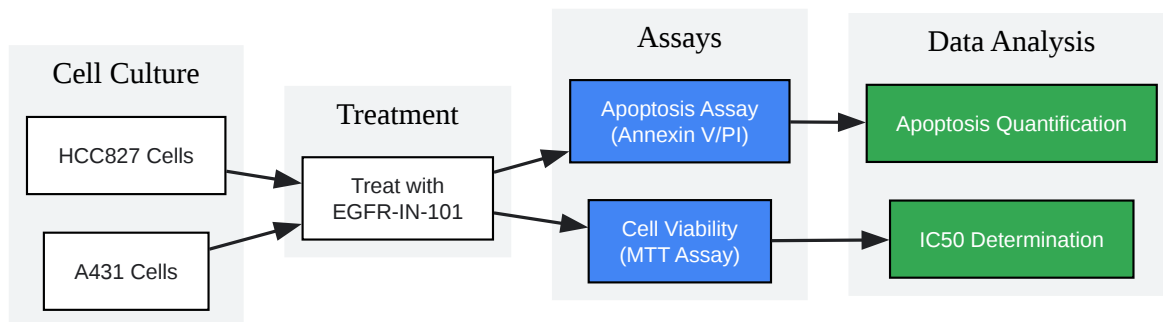 Cell Culture
HCC827 Cells
A431 Cells
Treatment
Treat with
EGFR-IN-101
Assays
Apoptosis Assay
(Annexin V/PI)
Cell Viability
(MTT Assay)
Data Analysis
Apoptosis Quantification
IC50 Determination